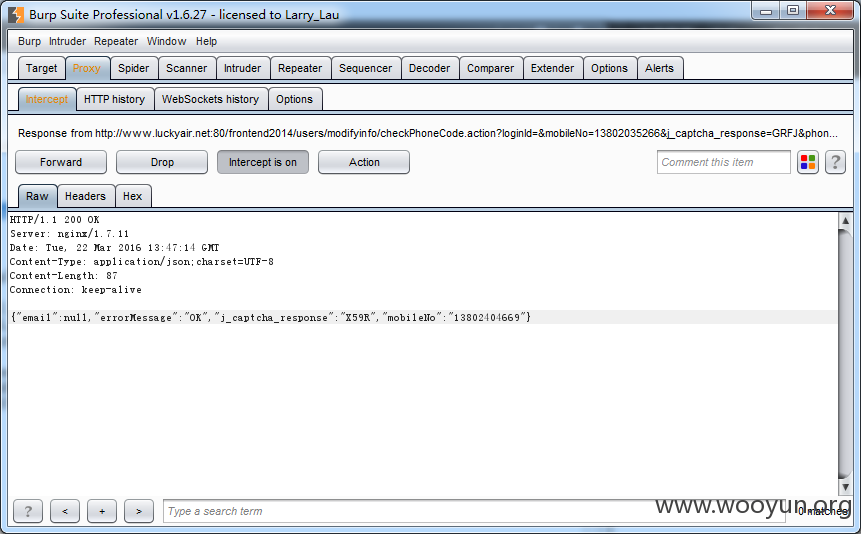 Burp Suite Professional v1.6.27 - licensed to Larry_Lau
Burp Intruder Repeater Window Help
Target Proxy Spider Scanner Intruder Repeater Sequencer Decoder Comparer Extender Options Alerts
Intercept HTTP history WebSockets history Options
Response from http://www.luckyair.net:80/frontend2014/users/modifyinfo/checkPhoneCode.action?loginId=&mobileNo=13802035266&j_captcha_response=GRFJ&phon...
Forward Drop Intercept is on Action Comment this item ?
Raw Headers Hex
HTTP/1.1 200 OK
Server: nginx/1.7.11
Date: Tue, 22 Mar 2016 13:47:14 GMT
Content-Type: application/json;charset=UTF-8
Content-Length: 87
Connection: keep-alive
{"email":null,"errorMessage":"OK","j_captcha_response":"X59R","mobileNo":"13802404669"}
? < + > Type a search term 0 matches
www.wooyun.org